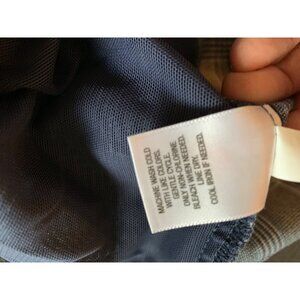 MACHINE WASH COLD
WITH LIKE COLORS.
GENTLE CYCLE.
ONLY NON-CHLORINE
BLEACH WHEN NEEDED.
LINE DRY.
COOL IRON IF NEEDED.